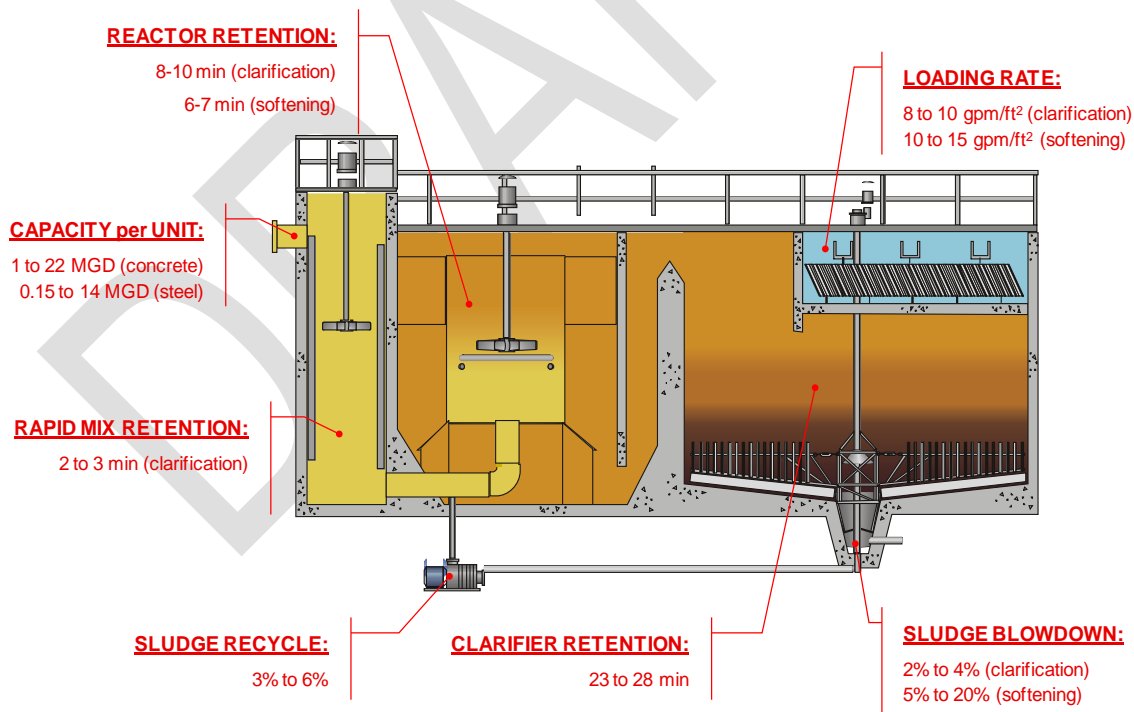 REACTOR RETENTION:
8-10 min (clarification)
6-7 min (softening)
LOADING RATE:
8 to 10 gpm/ft² (clarification)
10 to 15 gpm/ft² (softening)
CAPACITY per UNIT:
1 to 22 MGD (concrete)
0.15 to 14 MGD (steel)
RAPID MIX RETENTION:
2 to 3 min (clarification)
SLUDGE RECYCLE:
3% to 6%
CLARIFIER RETENTION:
23 to 28 min
SLUDGE BLOWDOWN:
2% to 4% (clarification)
5% to 20% (softening)